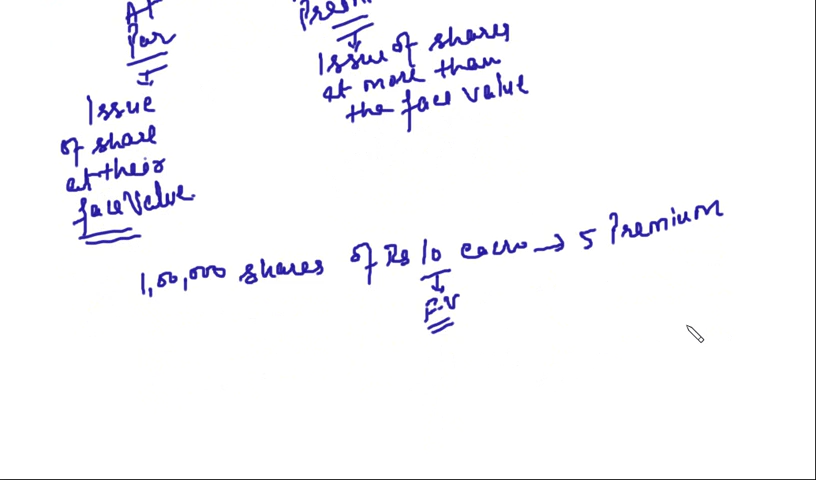 At
Par
Issue
of share
at their
face Value.
Premi
Issue of shares
at more than
the face value
1,00,000 shares of Rs 10 each → 5 Premium
F.V